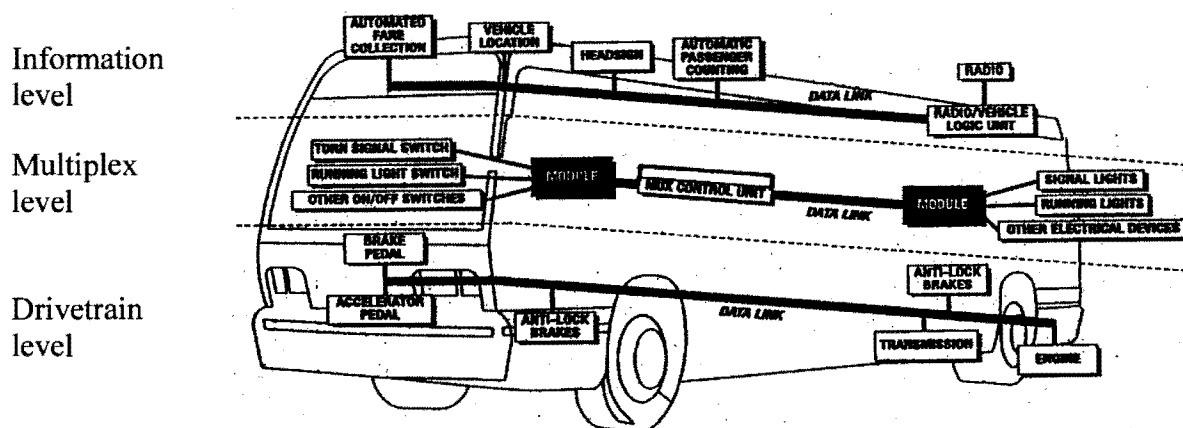 Information
level
AUTOMATED
FARE
COLLECTION
VEHICLE
LOCATION
HEADSIGN
AUTOMATIC
PASSENGER
COUNTING
DATA LINK
RADIO
RADIO/VEHICLE
LOGIC UNIT
Multiplex
level
TURN SIGNAL SWITCH
RUNNING LIGHT SWITCH
OTHER ON/OFF SWITCHES
MODULE
MUX CONTROL UNIT
DATA LINK
MODULE
SIGNAL LIGHTS
RUNNING LIGHTS
OTHER ELECTRICAL DEVICES
Drivetrain
level
BRAKE
PEDAL
ACCELERATOR
PEDAL
ANTI-LOCK
BRAKES
DATA LINK
ANTI-LOCK
BRAKES
TRANSMISSION
ENGINE